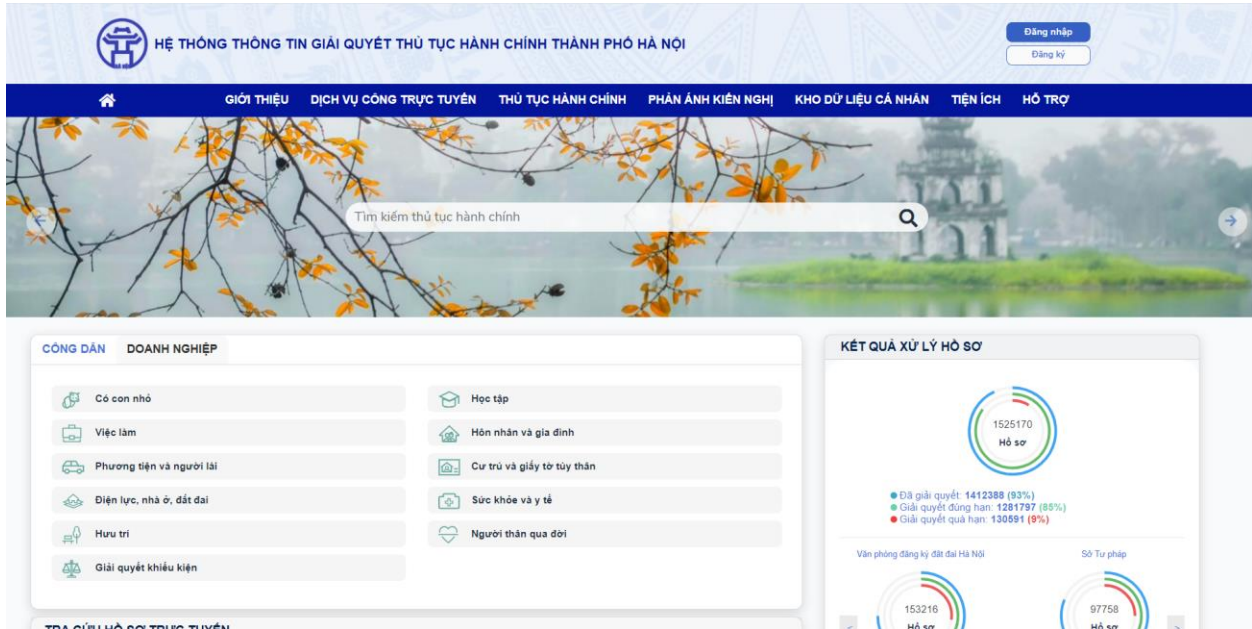 HỆ THỐNG THÔNG TIN GIẢI QUYẾT THỦ TỤC HÀNH CHÍNH THÀNH PHỐ HÀ NỘI
Đăng nhập
Đăng ký
GIỚI THIỆU DỊCH VỤ CÔNG TRỰC TUYẾN THỦ TỤC HÀNH CHÍNH PHẢN ÁNH KIẾN NGHỊ KHO DỮ LIỆU CÁ NHÂN TIỆN ÍCH HỖ TRỢ
Tìm kiếm thủ tục hành chính
CÔNG DÂN DOANH NGHIỆP
Có con nhỏ
Học tập
Việc làm
Hôn nhân và gia đình
Phương tiện và người lái
Cư trú và giấy tờ tùy thân
Điện lực, nhà ở, đất đai
Sức khỏe và y tế
Hưu trí
Người thân qua đời
Giải quyết khiếu kiện
TRA CỨU HỒ SƠ TRỰC TUYẾN
KẾT QUẢ XỬ LÝ HỒ SƠ
1525170
Hồ sơ
Đã giải quyết: 1412388 (93%)
Giải quyết đúng hạn: 1281797 (85%)
Giải quyết quá hạn: 130591 (9%)
Văn phòng đăng ký đất đai Hà Nội
Sở Tư pháp
153216
Hồ sơ
97758
Hồ sơ